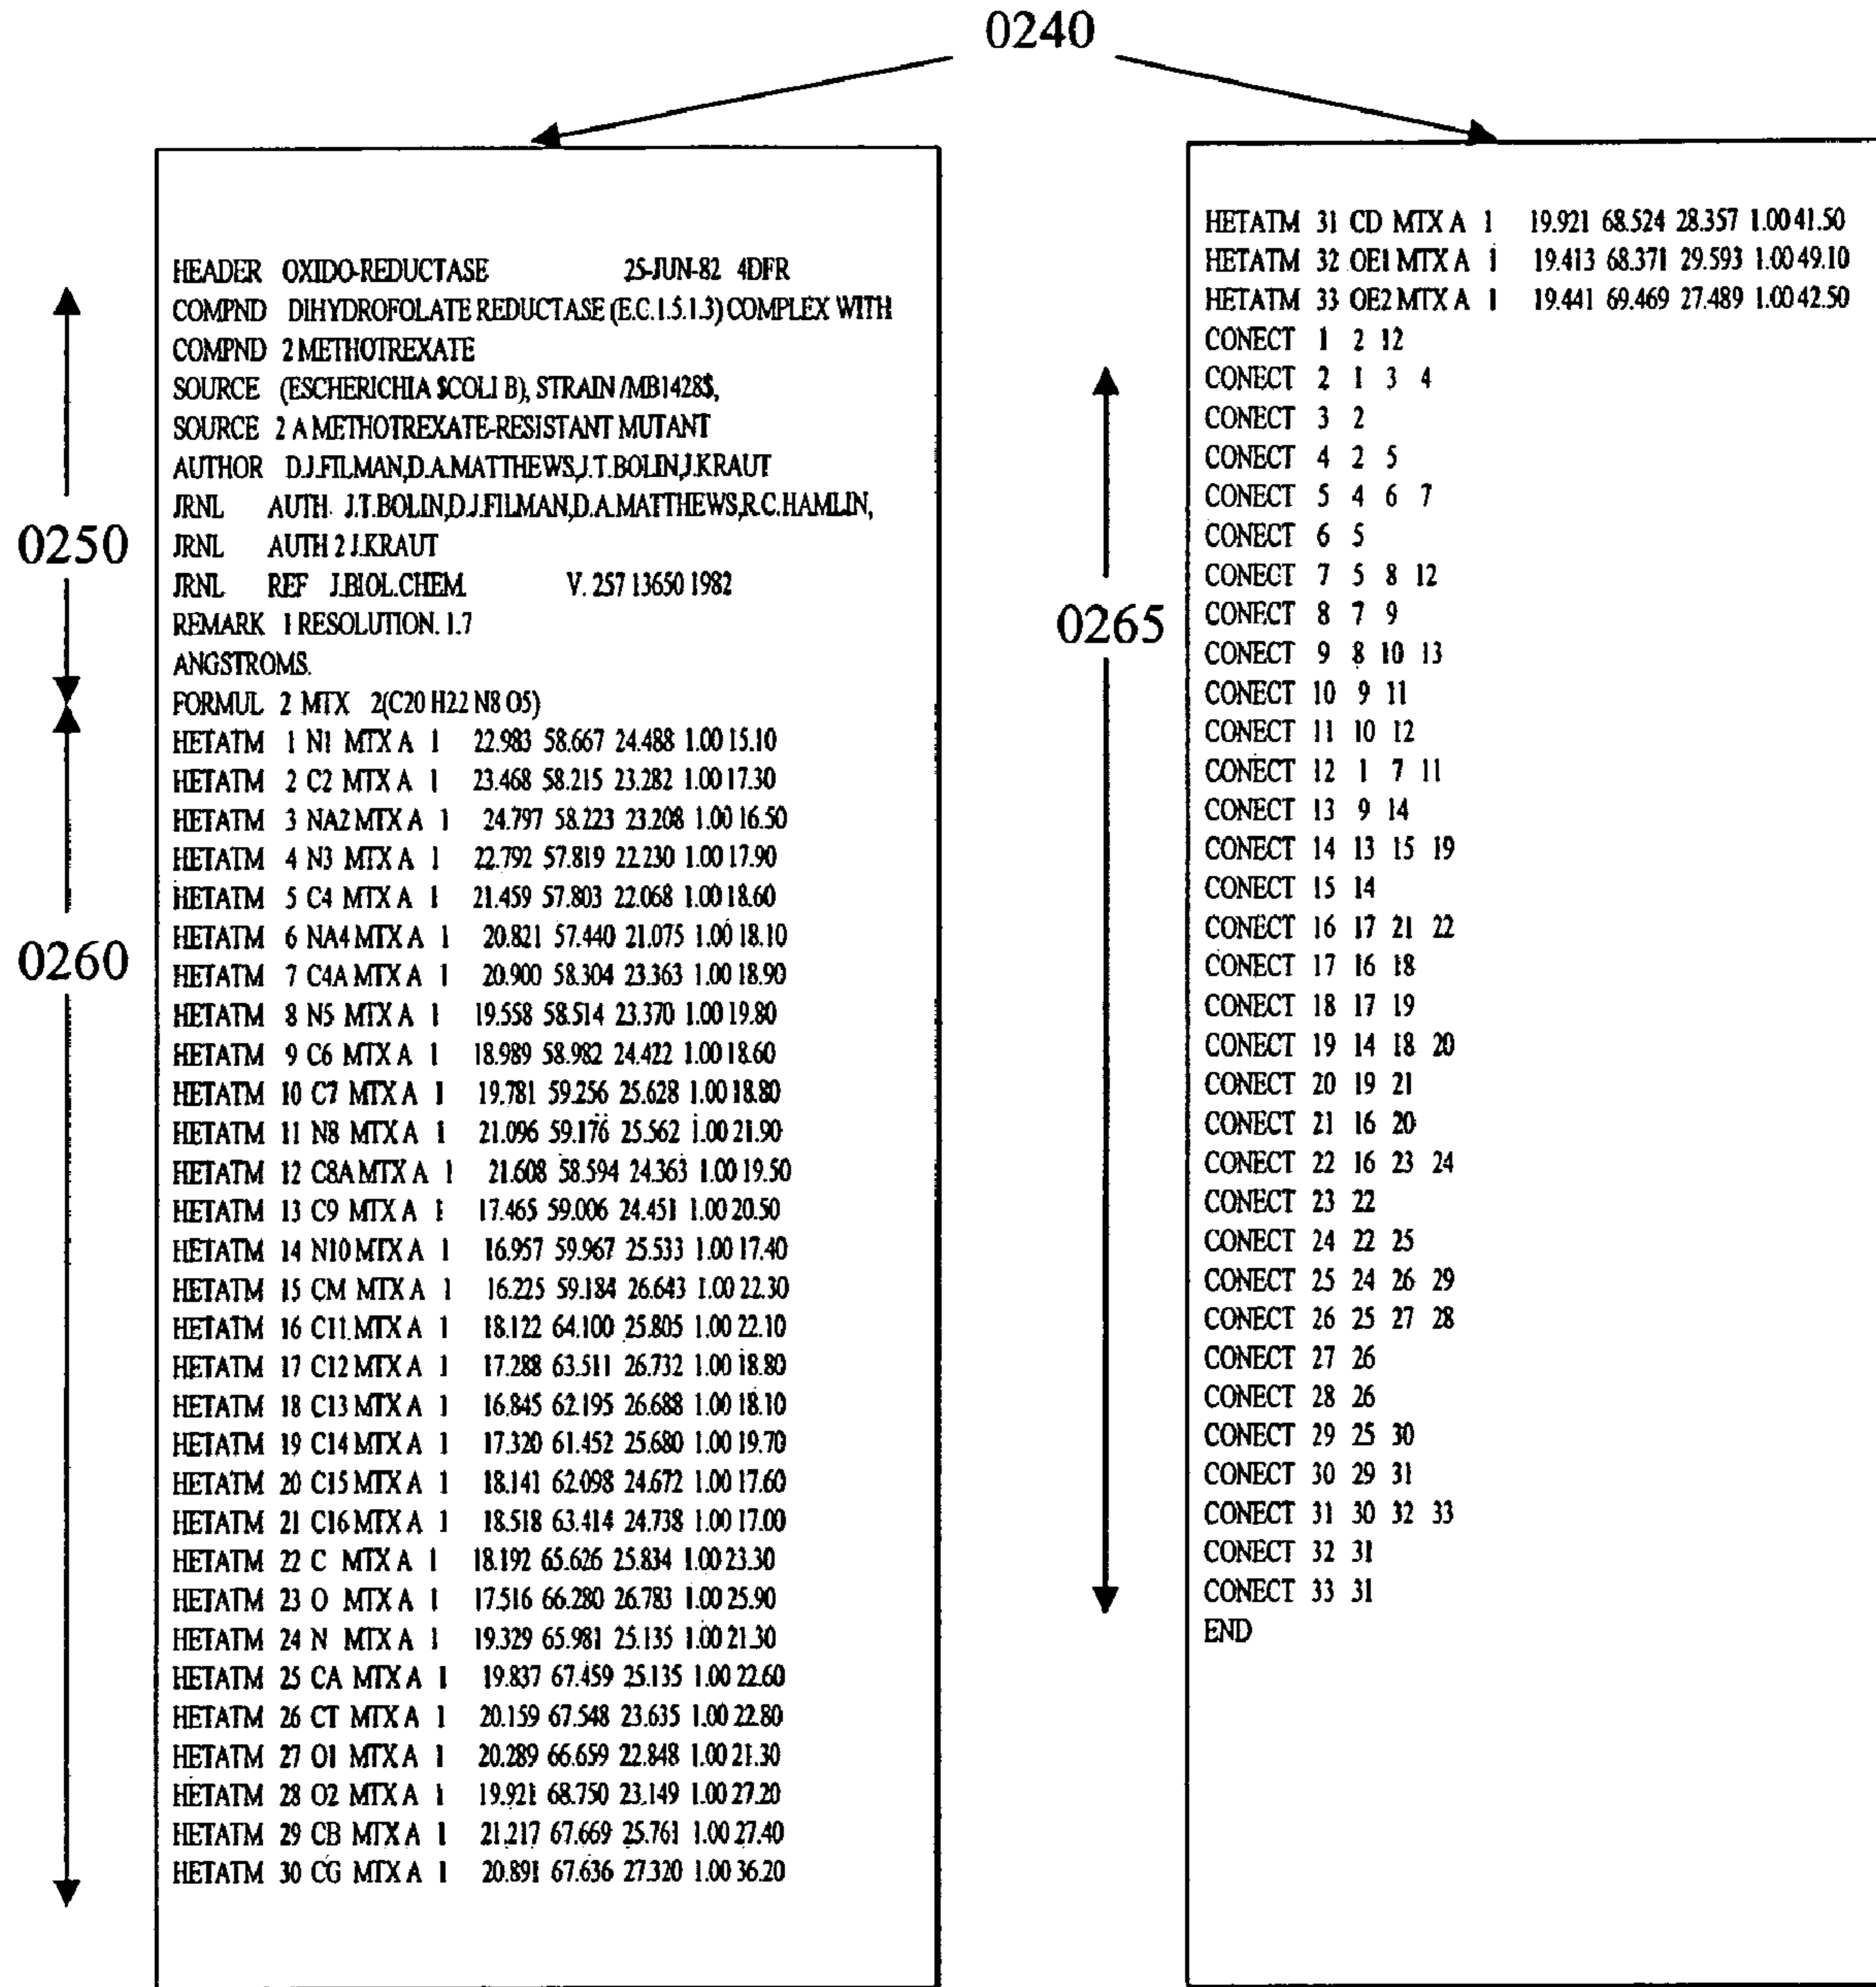 0240
HEADER OXIDO-REDUCTASE 25-JUN-82 4DFR
COMPND DIHYDROFOLATE REDUCTASE (E.C.1.5.1.3) COMPLEX WITH
COMPND 2 METHOTREXATE
SOURCE (ESCHERICHIA $COLI B), STRAIN /MB1428$,
SOURCE 2 A METHOTREXATE-RESISTANT MUTANT
AUTHOR D.J.FILMAN,D.A.MATTHEWS,J.T.BOLIN,J.KRAUT
JRNL AUTH J.T.BOLIN,D.J.FILMAN,D.A.MATTHEWS,R.C.HAMLIN,
JRNL AUTH 2 J.KRAUT
JRNL REF J.BIOL.CHEM. V. 257 13650 1982
REMARK 1 RESOLUTION. 1.7
ANGSTROMS.
FORMUL 2 MTX 2(C20 H22 N8 O5)
HETATM 1 N1 MTX A 1 22.983 58.667 24.488 1.00 15.10
HETATM 2 C2 MTX A 1 23.468 58.215 23.282 1.00 17.30
HETATM 3 NA2 MTX A 1 24.797 58.223 23.208 1.00 16.50
HETATM 4 N3 MTX A 1 22.792 57.819 22.230 1.00 17.90
HETATM 5 C4 MTX A 1 21.459 57.803 22.068 1.00 18.60
HETATM 6 NA4 MTX A 1 20.821 57.440 21.075 1.00 18.10
HETATM 7 C4A MTX A 1 20.900 58.304 23.363 1.00 18.90
HETATM 8 N5 MTX A 1 19.558 58.514 23.370 1.00 19.80
HETATM 9 C6 MTX A 1 18.989 58.982 24.422 1.00 18.60
HETATM 10 C7 MTX A 1 19.781 59.256 25.628 1.00 18.80
HETATM 11 N8 MTX A 1 21.096 59.176 25.562 1.00 21.90
HETATM 12 C8A MTX A 1 21.608 58.594 24.363 1.00 19.50
HETATM 13 C9 MTX A 1 17.465 59.006 24.451 1.00 20.50
HETATM 14 N10 MTX A 1 16.957 59.967 25.533 1.00 17.40
HETATM 15 CM MTX A 1 16.225 59.184 26.643 1.00 22.30
HETATM 16 C11 MTX A 1 18.122 64.100 25.805 1.00 22.10
HETATM 17 C12 MTX A 1 17.288 63.511 26.732 1.00 18.80
HETATM 18 C13 MTX A 1 16.845 62.195 26.688 1.00 18.10
HETATM 19 C14 MTX A 1 17.320 61.452 25.680 1.00 19.70
HETATM 20 C15 MTX A 1 18.141 62.098 24.672 1.00 17.60
HETATM 21 C16 MTX A 1 18.518 63.414 24.738 1.00 17.00
HETATM 22 C MTX A 1 18.192 65.626 25.834 1.00 23.30
HETATM 23 O MTX A 1 17.516 66.280 26.783 1.00 25.90
HETATM 24 N MTX A 1 19.329 65.981 25.135 1.00 21.30
HETATM 25 CA MTX A 1 19.837 67.459 25.135 1.00 22.60
HETATM 26 CT MTX A 1 20.159 67.548 23.635 1.00 22.80
HETATM 27 O1 MTX A 1 20.289 66.659 22.848 1.00 21.30
HETATM 28 O2 MTX A 1 19.921 68.750 23.149 1.00 27.20
HETATM 29 CB MTX A 1 21.217 67.669 25.761 1.00 27.40
HETATM 30 CG MTX A 1 20.891 67.636 27.320 1.00 36.20
0250
0260
HETATM 31 CD MTX A 1 19.921 68.524 28.357 1.00 41.50
HETATM 32 OE1 MTX A 1 19.413 68.371 29.593 1.00 49.10
HETATM 33 OE2 MTX A 1 19.441 69.469 27.489 1.00 42.50
CONECT 1 2 12
CONECT 2 1 3 4
CONECT 3 2
CONECT 4 2 5
CONECT 5 4 6 7
CONECT 6 5
CONECT 7 5 8 12
CONECT 8 7 9
CONECT 9 8 10 13
CONECT 10 9 11
CONECT 11 10 12
CONECT 12 1 7 11
CONECT 13 9 14
CONECT 14 13 15 19
CONECT 15 14
CONECT 16 17 21 22
CONECT 17 16 18
CONECT 18 17 19
CONECT 19 14 18 20
CONECT 20 19 21
CONECT 21 16 20
CONECT 22 16 23 24
CONECT 23 22
CONECT 24 22 25
CONECT 25 24 26 29
CONECT 26 25 27 28
CONECT 27 26
CONECT 28 26
CONECT 29 25 30
CONECT 30 29 31
CONECT 31 30 32 33
CONECT 32 31
CONECT 33 31
END
0265